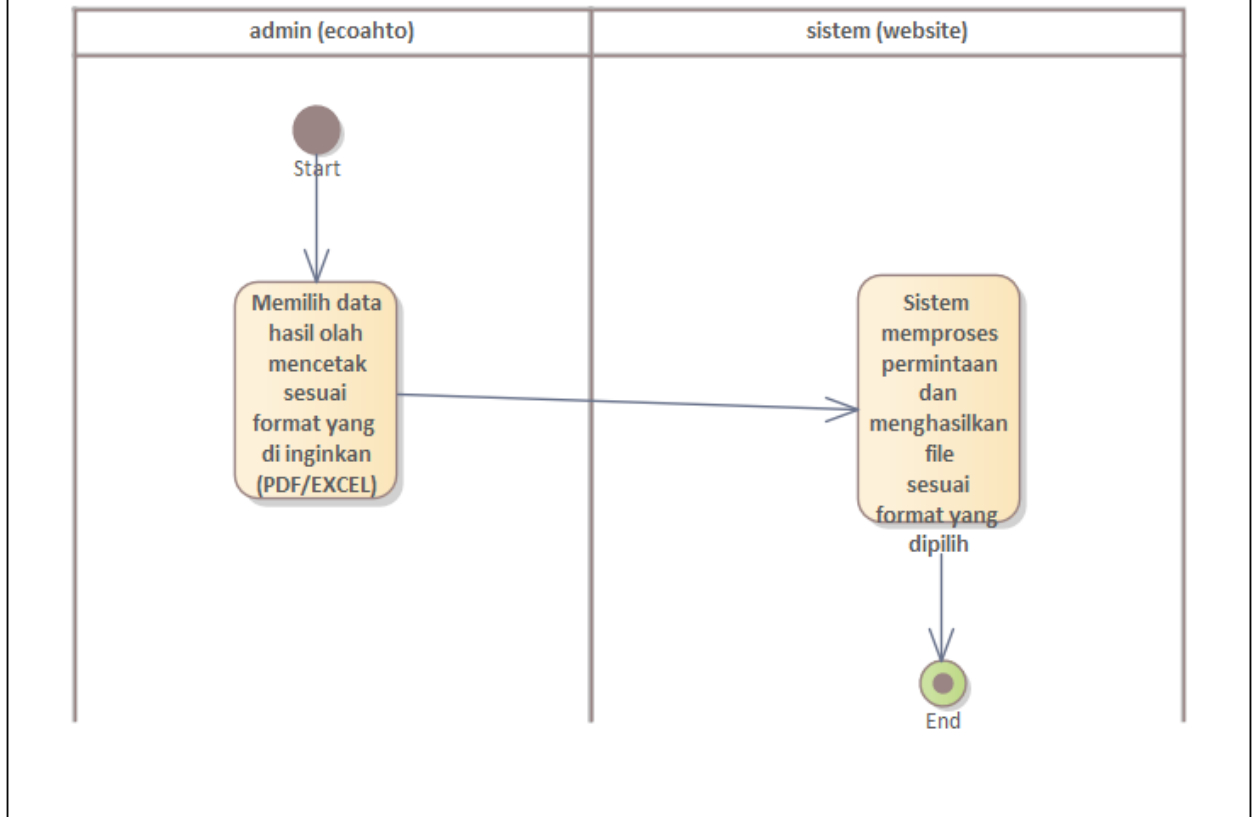 admin (ecoahto)
sistem (website)
Start
Memilih data
hasil olah
mencetak
sesuai
format yang
di inginkan
(PDF/EXCEL)
Sistem
memproses
permintaan
dan
menghasilkan
file
sesuai
format yang
dipilih
End